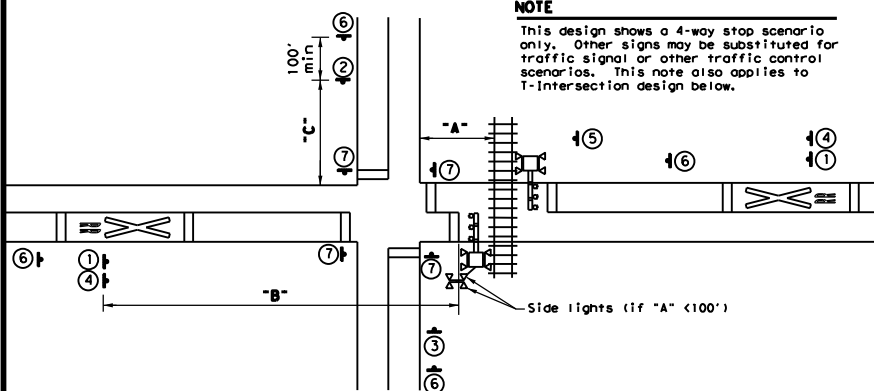 NOTE
This design shows a 4-way stop scenario
only. Other signs may be substituted for
traffic signal or other traffic control
scenarios. This note also applies to
T-Intersection design below.
6
100'
min
2
"C"
7
"A"
5
4
6
1
7
6
1
4
7
7
"B"
Side lights (if "A" <100')
3
6